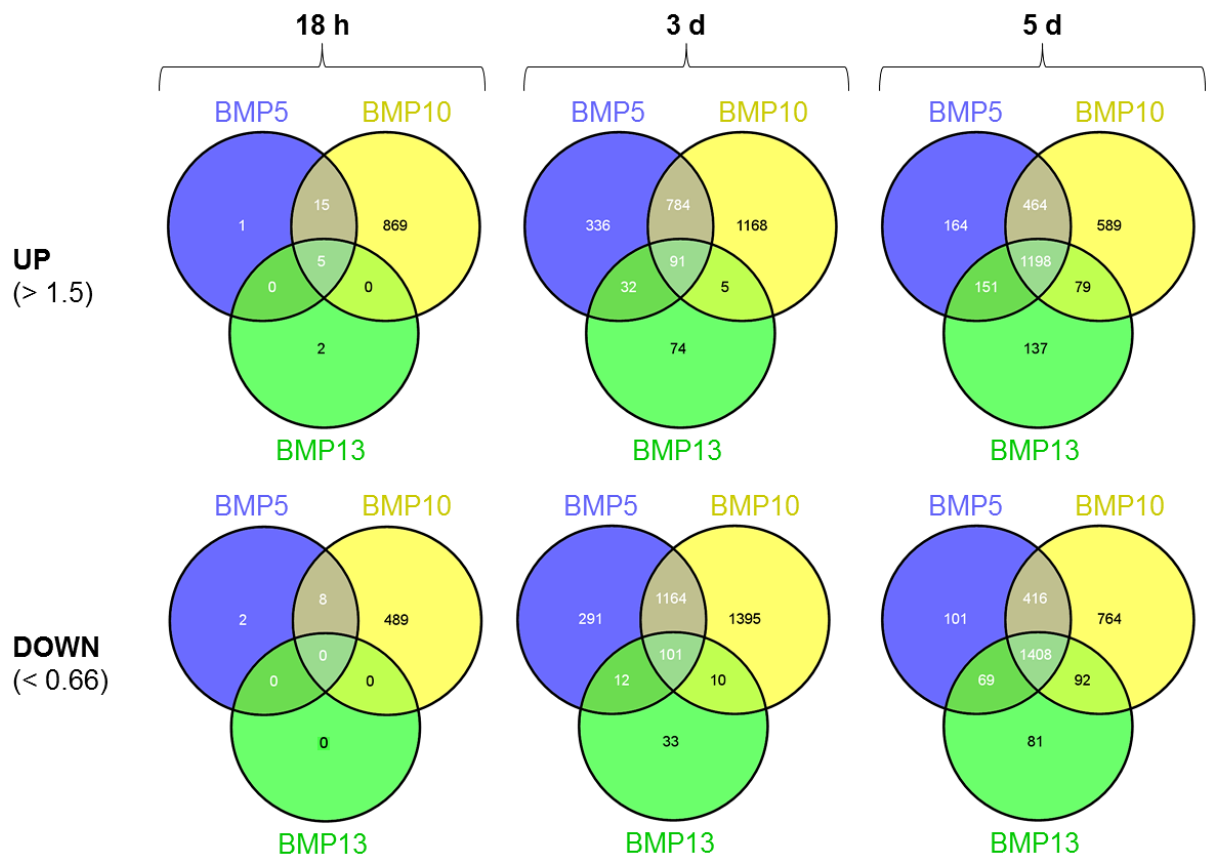 18 h 3 d 5 d
BMP5 BMP10 BMP5 BMP10 BMP5 BMP10
15 784 464
1 869 336 1168 164 589
UP
5 91 1198
(> 1.5)
0 0 32 5 151 79
2 74 137
BMP13 BMP13 BMP13
BMP5 BMP10 BMP5 BMP10 BMP5 BMP10
8 1164 416
2 489 291 1395 101 764
DOWN
0 101 1408
(< 0.66)
0 0 12 10 69 92
0 33 81
BMP13 BMP13 BMP13